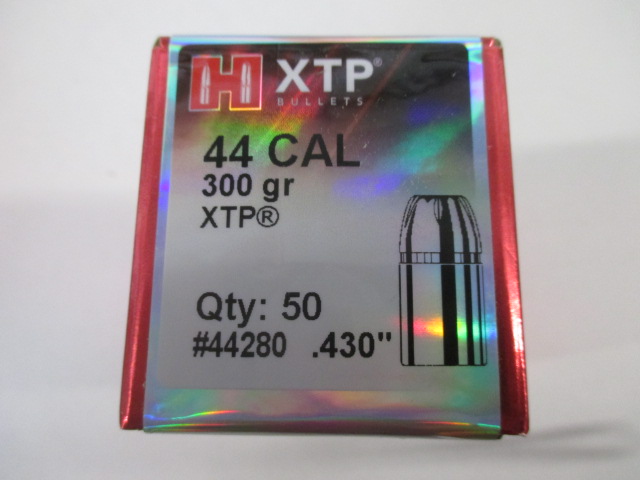 H XTP®
BULLETS
44 CAL
300 gr
XTP®
Qty: 50
#44280 .430"